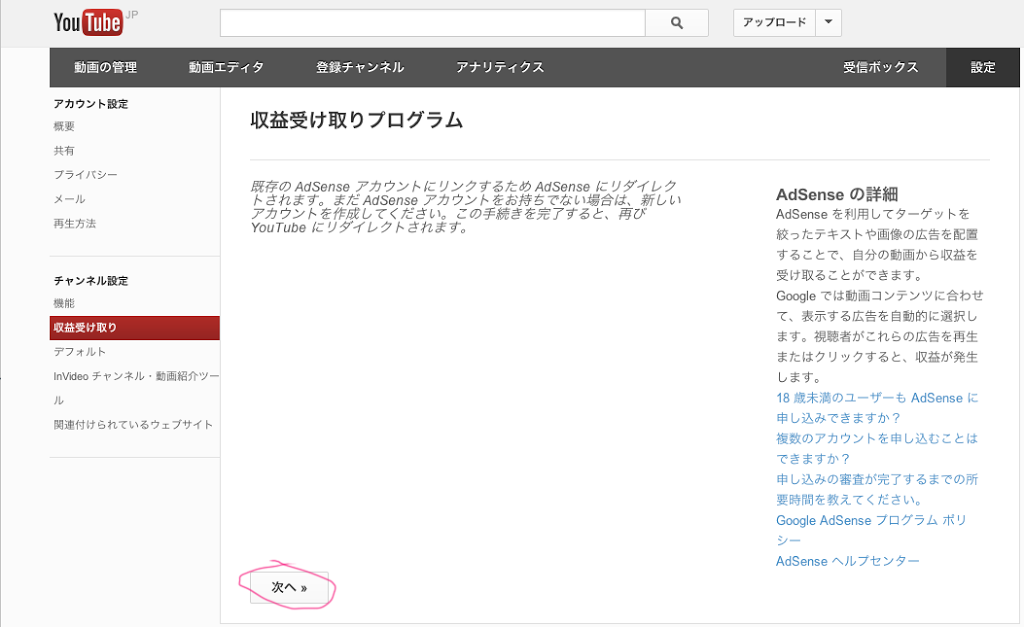 YouTube JP
アップロード
動画の管理 動画エディタ 登録チャンネル アナリティクス 受信ボックス 設定
アカウント設定
概要
共有
プライバシー
メール
再生方法
チャンネル設定
機能
収益受け取り
デフォルト
InVideo チャンネル・動画紹介ツー
ル
関連付けられているウェブサイト
収益受け取りプログラム
既存の AdSense アカウントにリンクするため AdSense にリダイレク
トされます。まだ AdSense アカウントをお持ちでない場合は、新しい
アカウントを作成してください。この手続きを完了すると、再び
YouTube にリダイレクトされます。
次へ »
AdSense の詳細
AdSense を利用してターゲットを
絞ったテキストや画像の広告を配置
することで、自分の動画から収益を
受け取ることができます。
Google では動画コンテンツに合わせ
て、表示する広告を自動的に選択し
ます。視聴者がこれらの広告を再生
またはクリックすると、収益が発生
します。
18 歳未満のユーザーも AdSense に
申し込みできますか？
複数のアカウントを申し込むことは
できますか？
申し込みの審査が完了するまでの所
要時間を教えてください。
Google AdSense プログラム ポリ
シー
AdSense ヘルプセンター